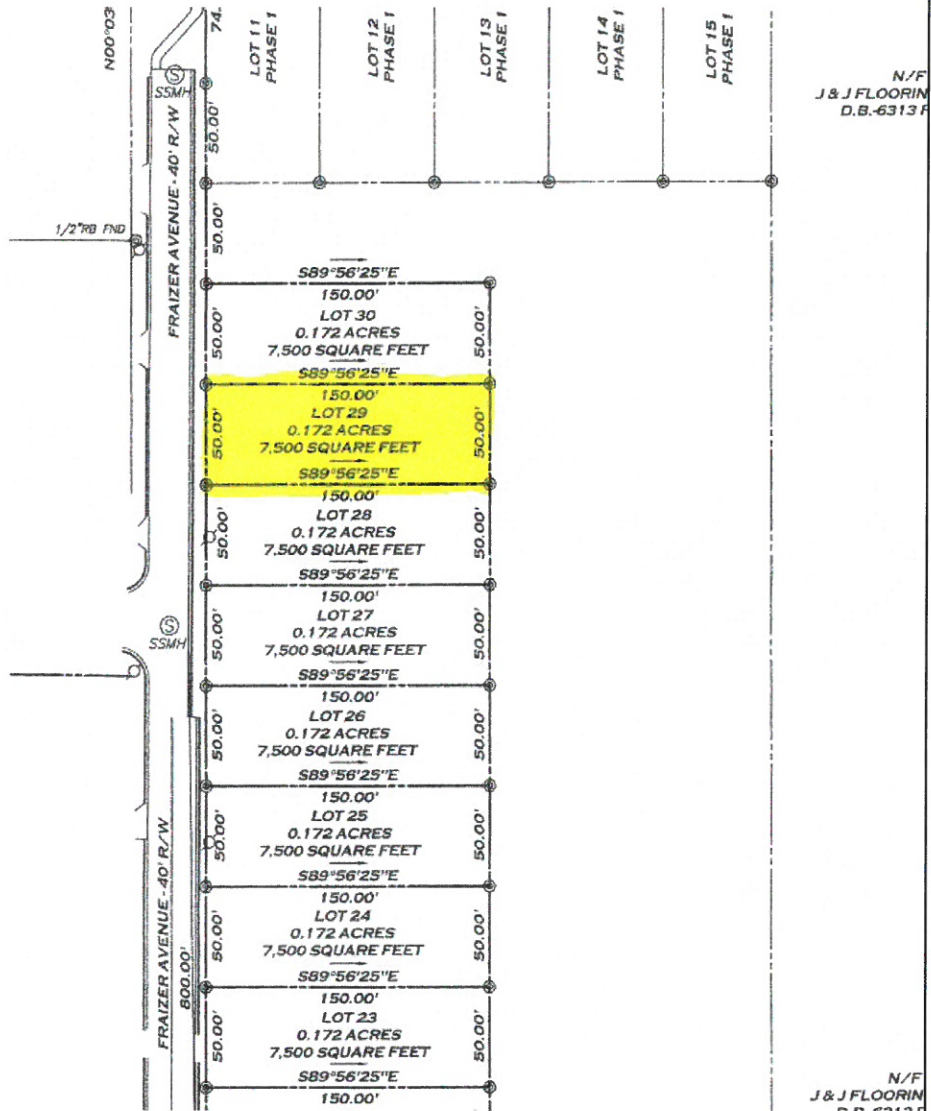 N00°03
74.
LOT 11
PHASE 1
LOT 12
PHASE 1
LOT 13
PHASE 1
LOT 14
PHASE 1
LOT 15
PHASE 1
N/F
J & J FLOORIN
D.B.-6313
S
SSMH
50.00'
FRAIZER AVENUE - 40' R/W
1/2"RB FND
50.00'
S89°56'25"E
150.00'
LOT 30
0.172 ACRES
7,500 SQUARE FEET
50.00'
50.00'
S89°56'25"E
150.00'
LOT 29
0.172 ACRES
7,500 SQUARE FEET
50.00'
50.00'
S89°56'25"E
150.00'
LOT 28
0.172 ACRES
7,500 SQUARE FEET
50.00'
50.00'
S89°56'25"E
150.00'
LOT 27
0.172 ACRES
7,500 SQUARE FEET
50.00'
50.00'
S
SSMH
S89°56'25"E
150.00'
LOT 26
0.172 ACRES
7,500 SQUARE FEET
50.00'
50.00'
S89°56'25"E
150.00'
LOT 25
0.172 ACRES
7,500 SQUARE FEET
50.00'
50.00'
S89°56'25"E
150.00'
LOT 24
0.172 ACRES
7,500 SQUARE FEET
50.00'
50.00'
FRAIZER AVENUE - 40' R/W
800.00'
S89°56'25"E
150.00'
LOT 23
0.172 ACRES
7,500 SQUARE FEET
50.00'
50.00'
S89°56'25"E
150.00'
N/F
J & J FLOORIN